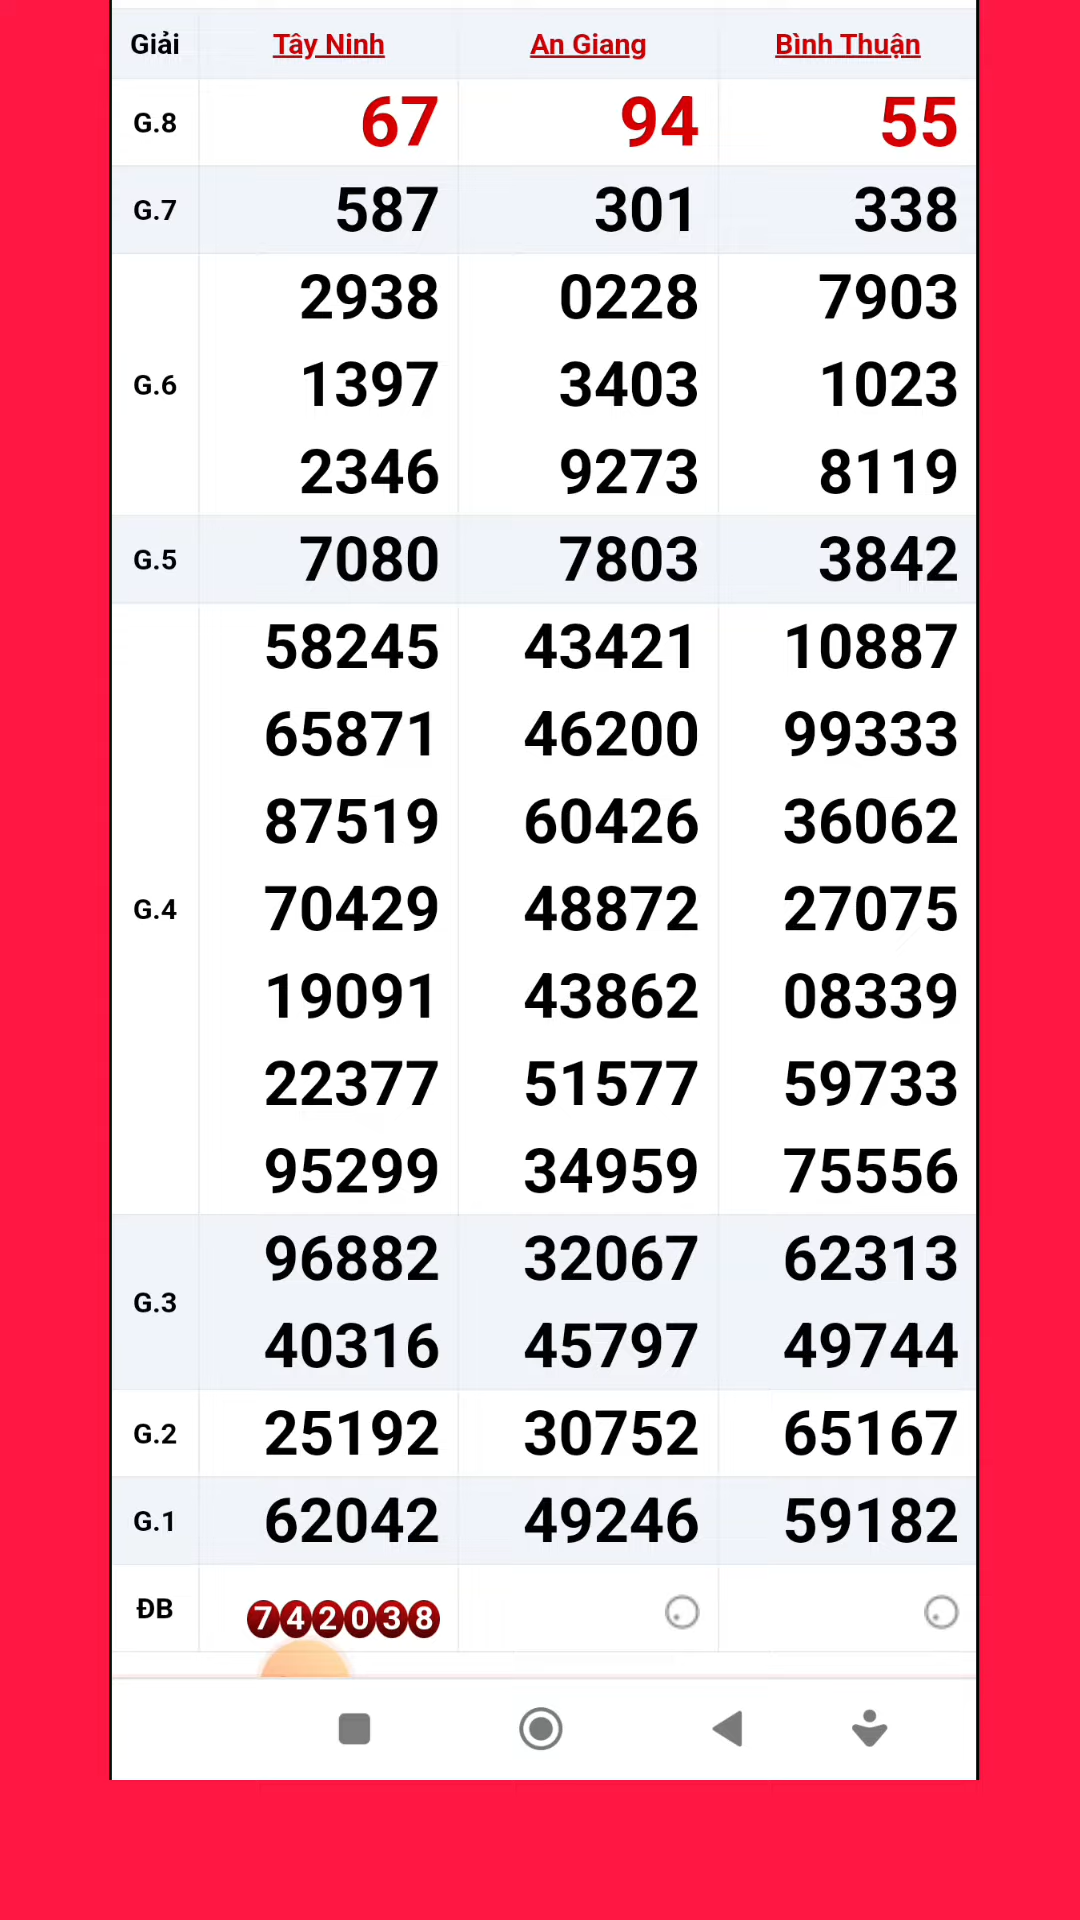 Giải Tây Ninh An Giang Bình Thuận
G.8 67 94 55
G.7 587 301 338
2938 0228 7903
G.6 1397 3403 1023
2346 9273 8119
G.5 7080 7803 3842
58245 43421 10887
65871 46200 99333
87519 60426 36062
G.4 70429 48872 27075
19091 43862 08339
22377 51577 59733
95299 34959 75556
G.3 96882 32067 62313
40316 45797 49744
G.2 25192 30752 65167
G.1 62042 49246 59182
ĐB 742038